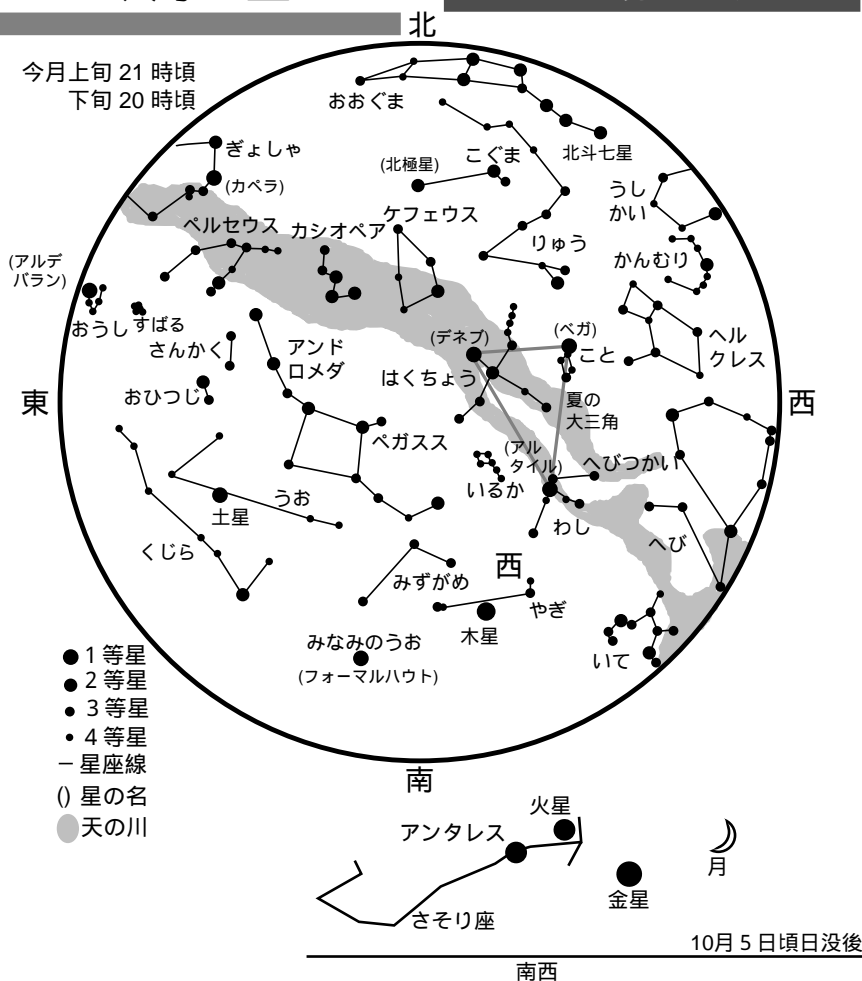 北
今月上旬 21 時頃
下旬 20 時頃
おおぐま
北斗七星
ぎょしゃ
(カペラ)
(北極星)
こぐま
うし
かい
ペルセウス
カシオペア
ケフェウス
りゅう
かんむり
(アルデ
バラン)
おうし
すばる
さんかく
アンド
ロメダ
(デネブ)
(ベガ)
こと
ヘル
クレス
はくちょう
おひつじ
夏の
大三角
東
西
ペガスス
(アル
タイル)
へびつかい
いるか
うお
土星
わし
へび
くじら
西
みずがめ
やぎ
木星
みなみのうお
(フォーマルハウト)
いて
1 等星
2 等星
3 等星
4 等星
星座線
() 星の名
天の川
南
火星
アンタレス
月
金星
さそり座
10月 5 日頃日没後
南西